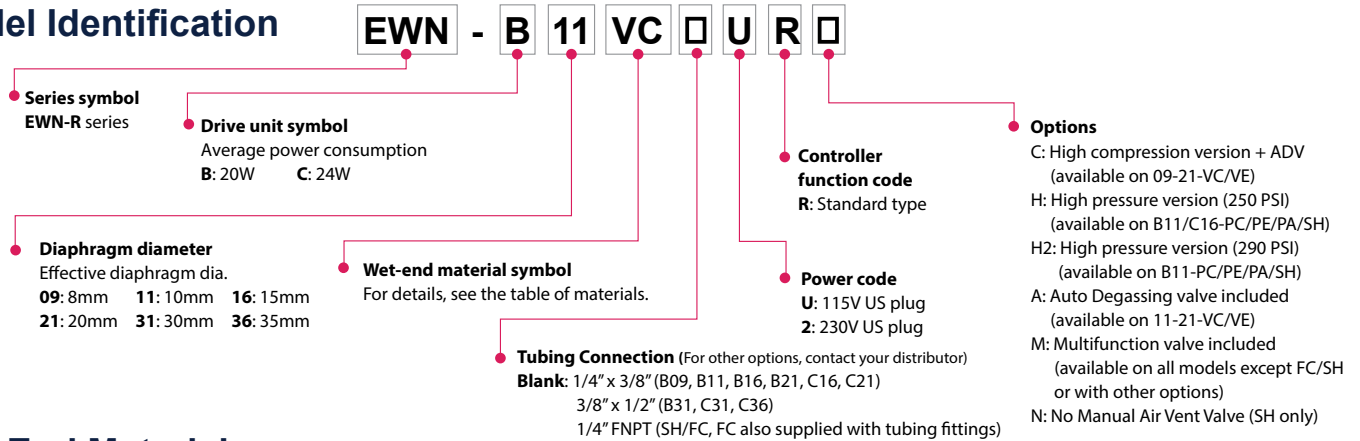 el Identification
EWN - B 11 VC □ U R □
Series symbol
EWN-R series
Drive unit symbol
Average power consumption
B: 20W C: 24W
Diaphragm diameter
Effective diaphragm dia.
09: 8mm 11: 10mm 16: 15mm
21: 20mm 31: 30mm 36: 35mm
Wet-end material symbol
For details, see the table of materials.
Tubing Connection (For other options, contact your distributor)
Blank: 1/4" x 3/8" (B09, B11, B16, B21, C16, C21)
3/8" x 1/2" (B31, C31, C36)
1/4" FNPT (SH/FC, FC also supplied with tubing fittings)
Power code
U: 115V US plug
2: 230V US plug
Controller
function code
R: Standard type
Options
C: High compression version + ADV
(available on 09-21-VC/VE)
H: High pressure version (250 PSI)
(available on B11/C16-PC/PE/PA/SH)
H2: High pressure version (290 PSI)
(available on B11-PC/PE/PA/SH)
A: Auto Degassing valve included
(available on 11-21-VC/VE)
M: Multifunction valve included
(available on all models except FC/SH
or with other options)
N: No Manual Air Vent Valve (SH only)